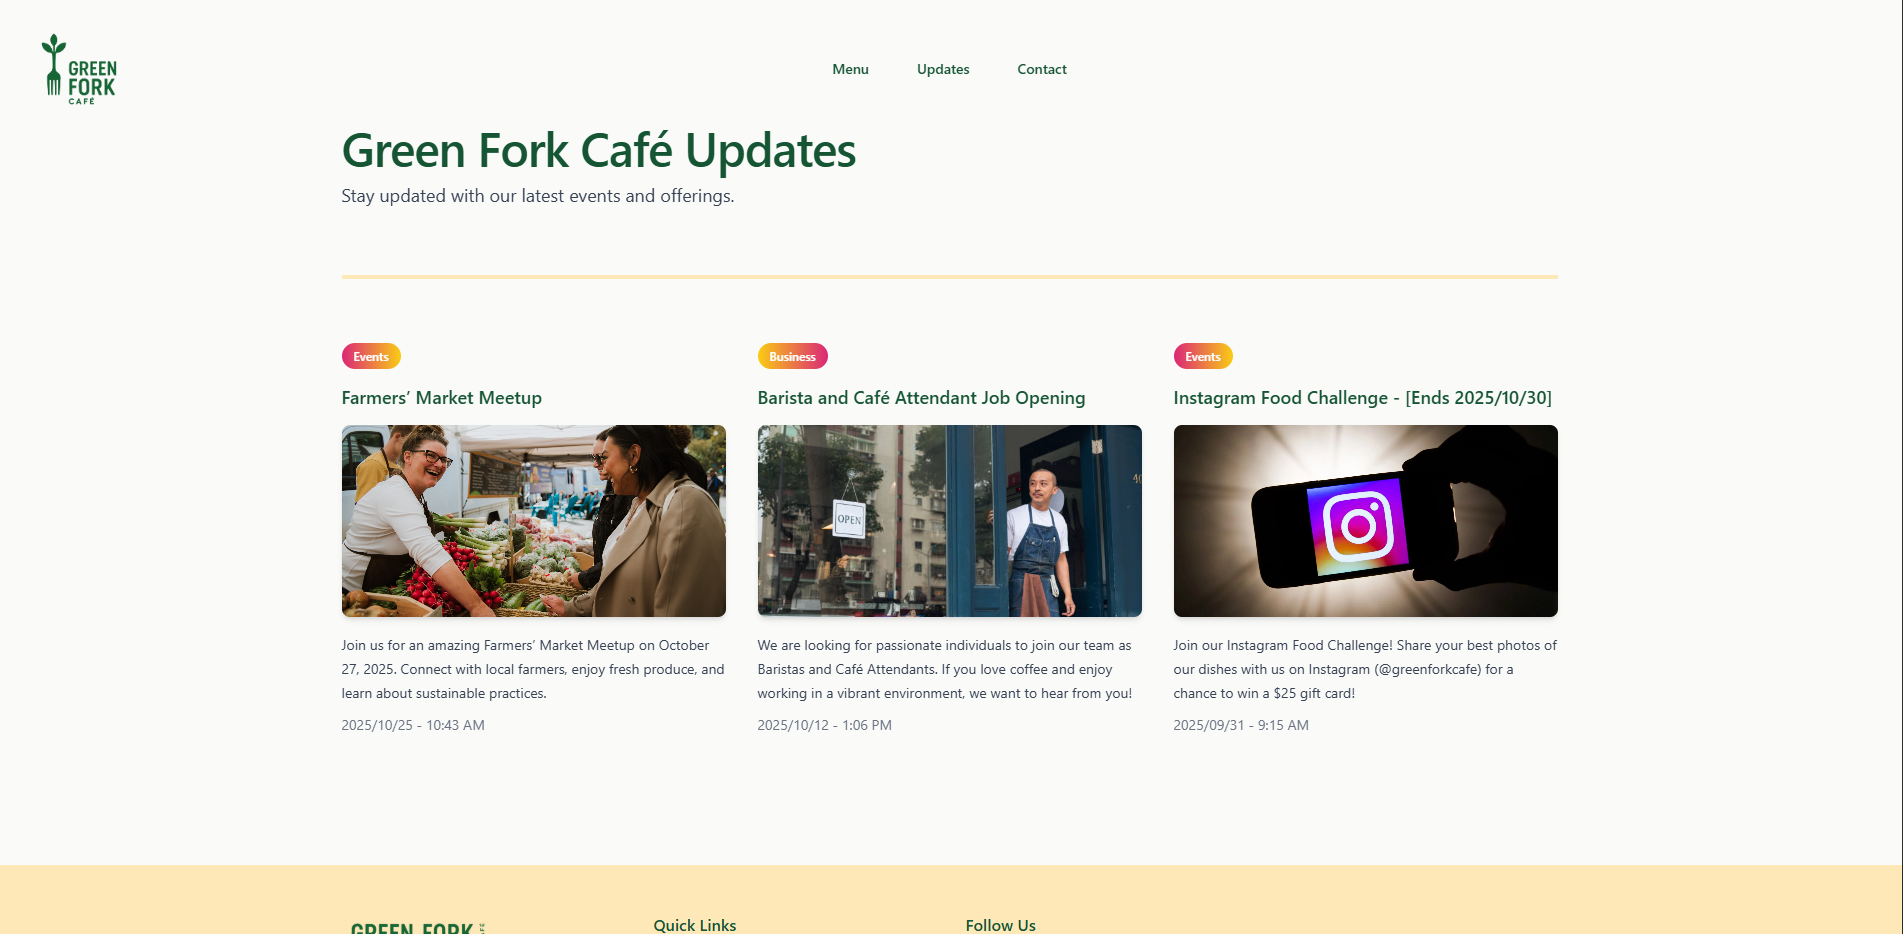 GREEN
FORK
CAFÉ
Menu
Updates
Contact
Green Fork Café Updates
Stay updated with our latest events and offerings.
Events
Farmers’ Market Meetup
Join us for an amazing Farmers’ Market Meetup on October
27, 2025. Connect with local farmers, enjoy fresh produce, and
learn about sustainable practices.
2025/10/25 - 10:43 AM
Business
Barista and Café Attendant Job Opening
OPEN
We are looking for passionate individuals to join our team as
Baristas and Café Attendants. If you love coffee and enjoy
working in a vibrant environment, we want to hear from you!
2025/10/12 - 1:06 PM
Events
Instagram Food Challenge - [Ends 2025/10/30]
Join our Instagram Food Challenge! Share your best photos of
our dishes with us on Instagram (@greenforkcafe) for a
chance to win a $25 gift card!
2025/09/31 - 9:15 AM
GREEN FORK
Quick Links
Follow Us